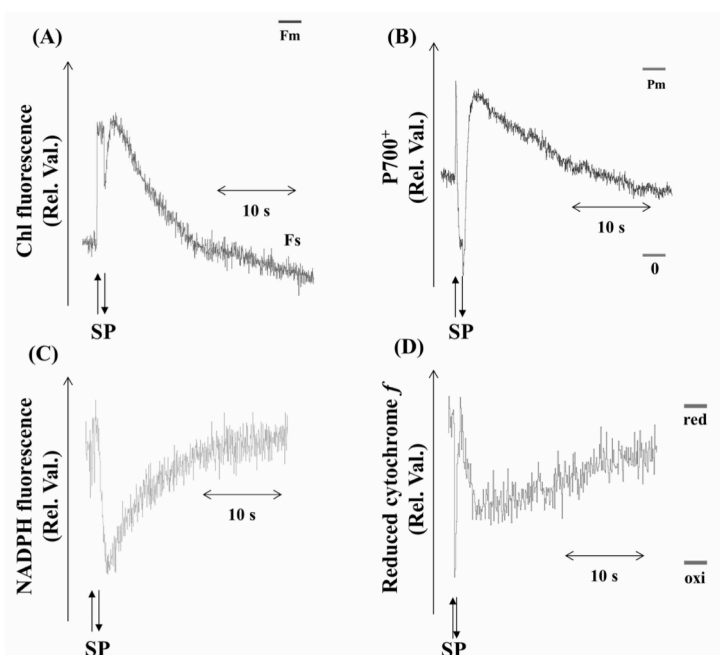 (A)
Fm
Chl fluorescence
(Rel. Val.)
10 s
Fs
SP
(B)
Pm
P700+
(Rel. Val.)
10 s
0
SP
(C)
NADPH fluorescence
(Rel. Val.)
10 s
SP
(D)
Reduced cytochrome f
(Rel. Val.)
red
10 s
oxi
SP